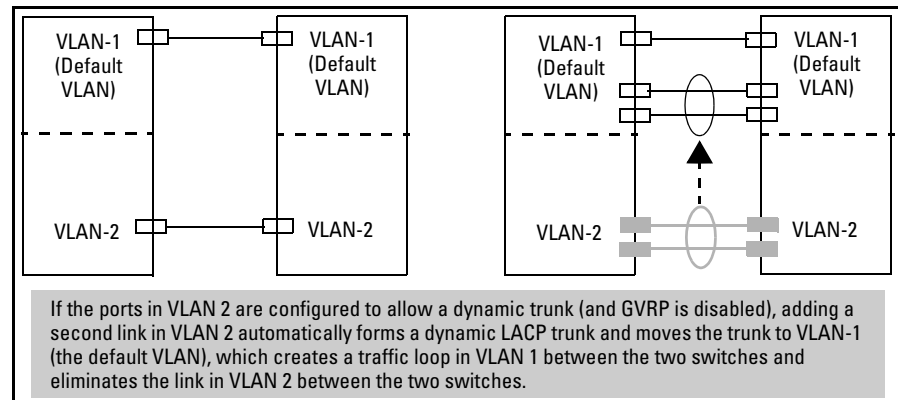 VLAN-1
(Default
VLAN)
VLAN-1
(Default
VLAN)
VLAN-2
VLAN-2
VLAN-1
(Default
VLAN)
VLAN-1
(Default
VLAN)
VLAN-2
VLAN-2
If the ports in VLAN 2 are configured to allow a dynamic trunk (and GVRP is disabled), adding a
second link in VLAN 2 automatically forms a dynamic LACP trunk and moves the trunk to VLAN-1
(the default VLAN), which creates a traffic loop in VLAN 1 between the two switches and
eliminates the link in VLAN 2 between the two switches.